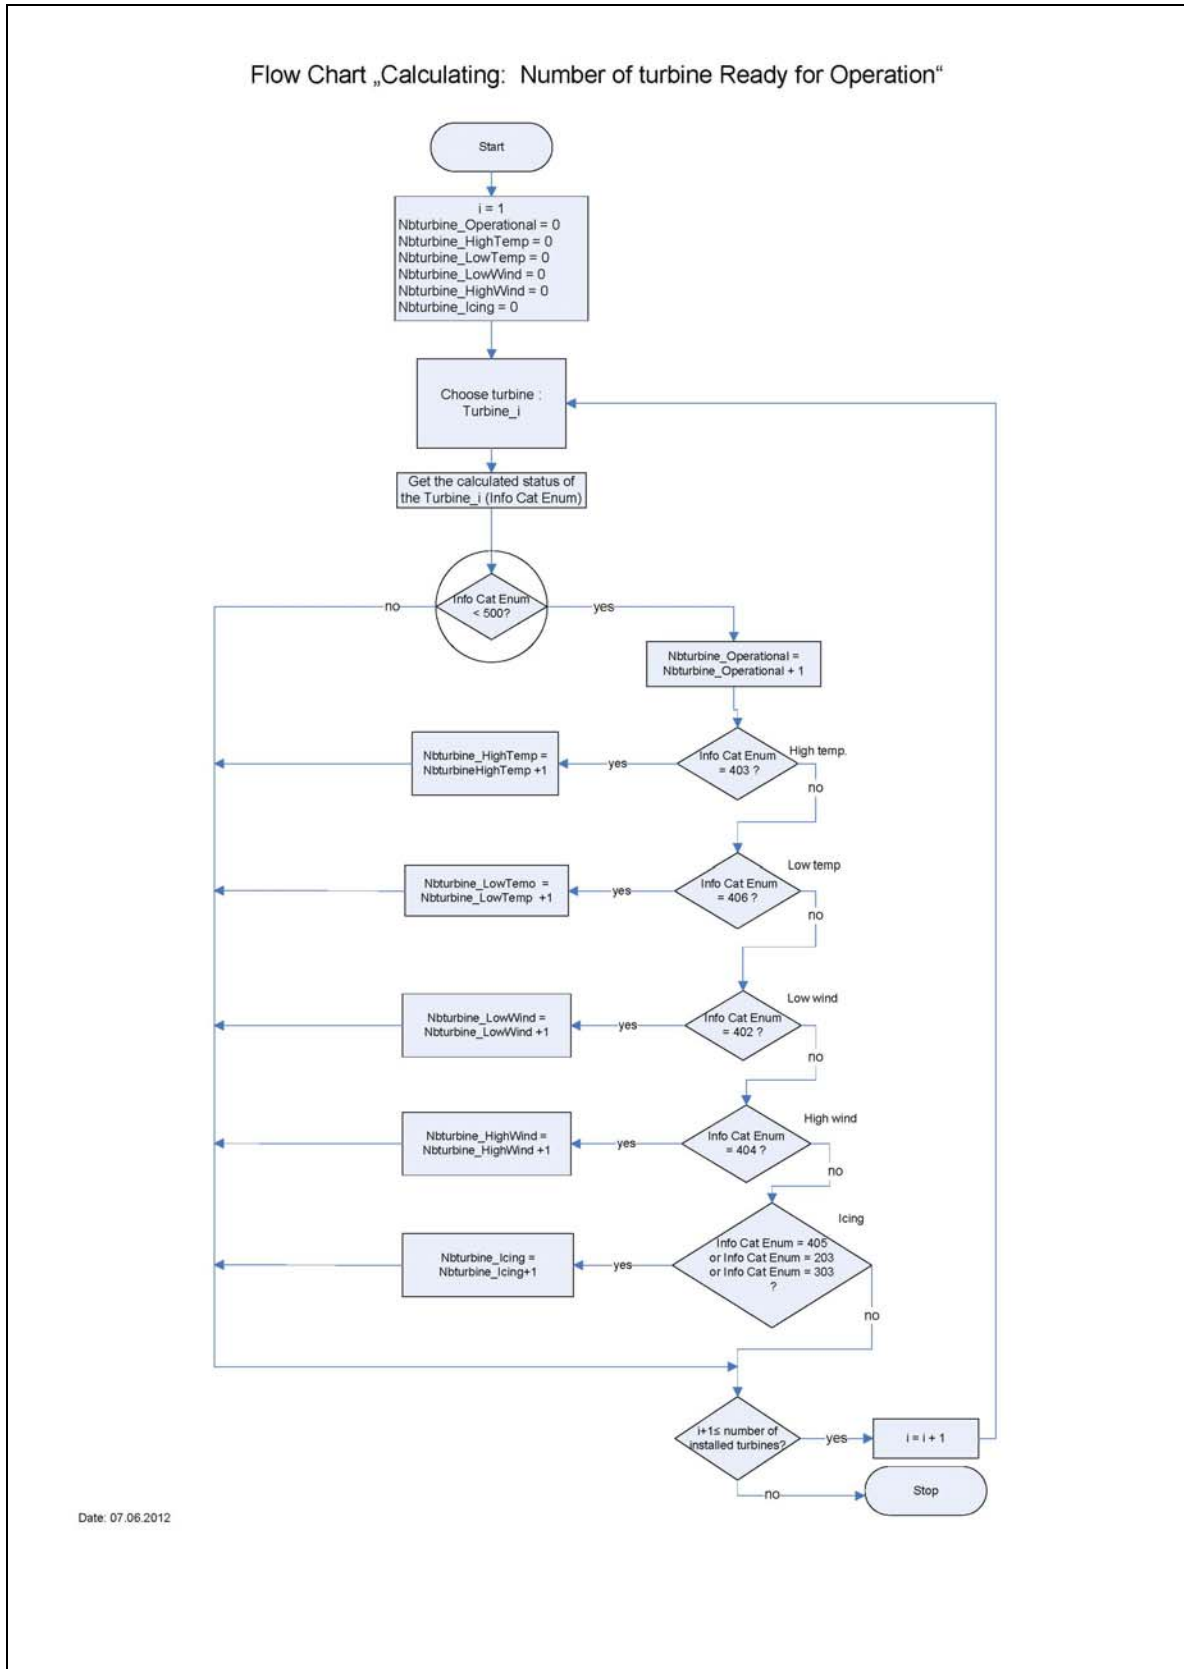 Flow Chart „Calculating: Number of turbine Ready for Operation“
Start
i = 1
Nbturbine_Operational = 0
Nbturbine_HighTemp = 0
Nbturbine_LowTemp = 0
Nbturbine_LowWind = 0
Nbturbine_HighWind = 0
Nbturbine_Icing = 0
Choose turbine :
Turbine_i
Get the calculated status of
the Turbine_i (Info Cat Enum)
Info Cat Enum
< 500?
no
yes
Nbturbine_Operational =
Nbturbine_Operational + 1
Info Cat Enum
= 403 ?
High temp.
yes
Nbturbine_HighTemp =
NbturbineHighTemp +1
no
Info Cat Enum
= 406 ?
Low temp
yes
Nbturbine_LowTemo =
Nbturbine_LowTemp +1
no
Info Cat Enum
= 402 ?
Low wind
yes
Nbturbine_LowWind =
Nbturbine_LowWind +1
no
Info Cat Enum
= 404 ?
High wind
yes
Nbturbine_HighWind =
Nbturbine_HighWind +1
no
Icing
Info Cat Enum = 405
or Info Cat Enum = 203
or Info Cat Enum = 303
?
yes
Nbturbine_Icing =
Nbturbine_Icing+1
no
i+1≤ number of
installed turbines?
yes
i = i + 1
no
Stop
Date: 07.06.2012